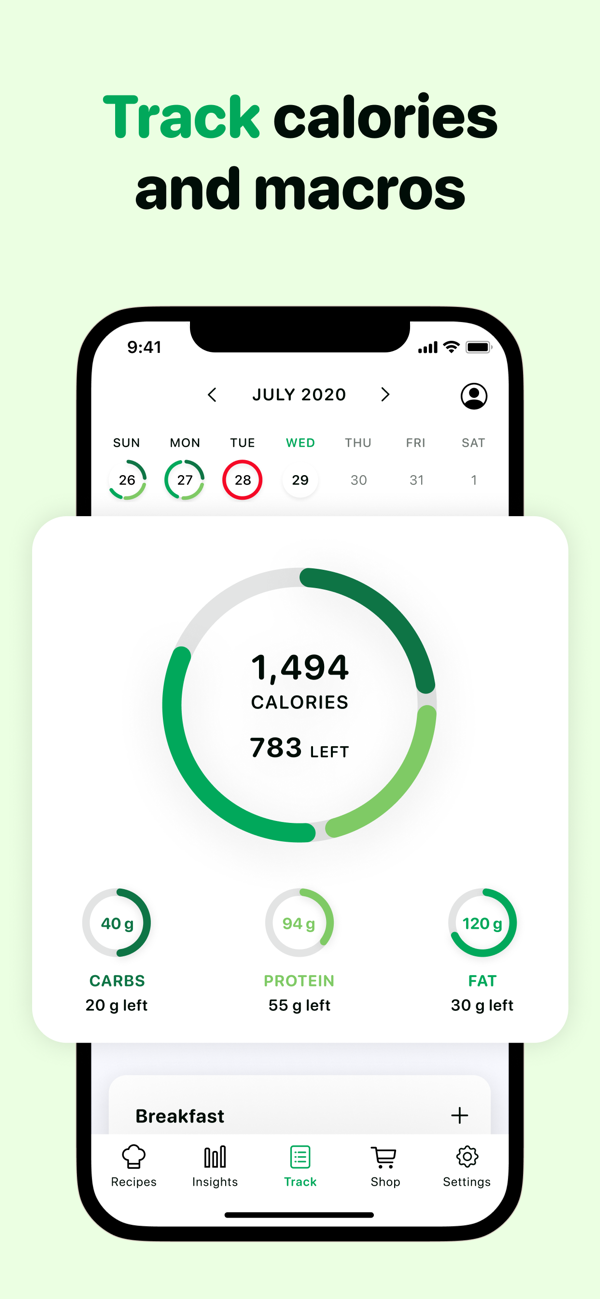 Track calories
and macros
9:41
JULY 2020
SUN MON TUE WED THU FRI SAT
26 27 28 29 30 31 1
1,494
CALORIES
783 LEFT
40 g 94 g 120 g
CARBS PROTEIN FAT
20 g left 55 g left 30 g left
Breakfast
Recipes Insights Track Shop Settings